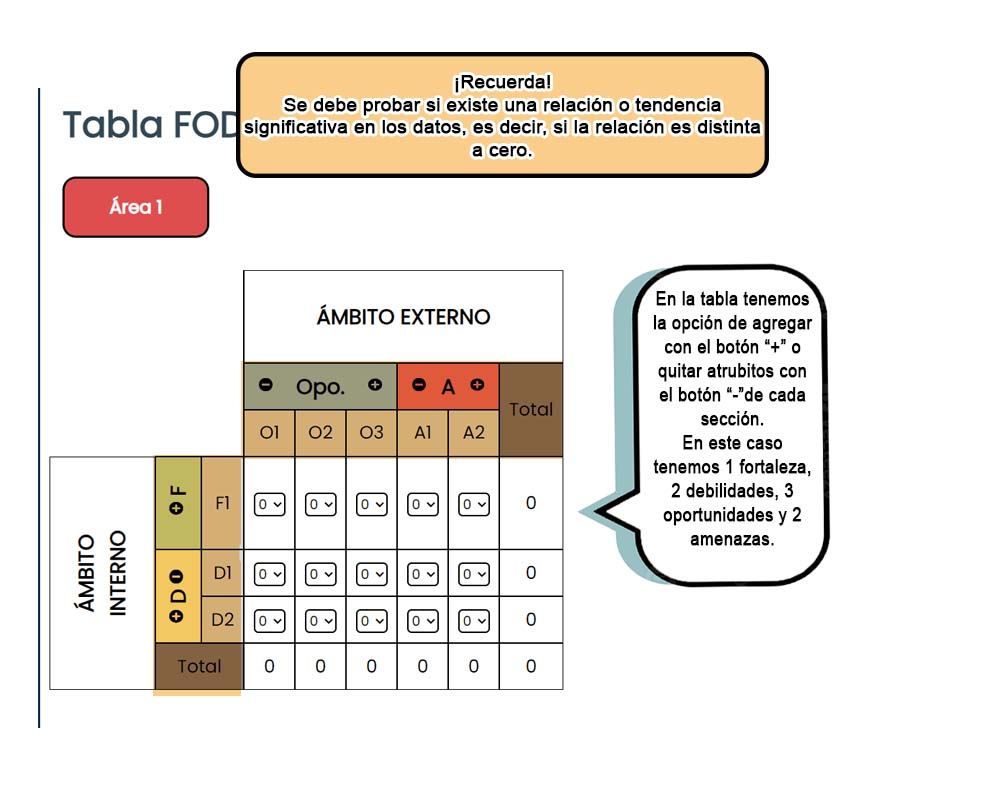 ¡Recuerda!
Se debe probar si existe una relación o tendencia
significativa en los datos, es decir, si la relación es distinta
a cero.
Tabla FOD
Área 1
ÁMBITO EXTERNO
Opo. A Total
O1 O2 O3 A1 A2
ÁMBITO
INTERNO
F F1 0 0 0 0 0 0
D D1 0 0 0 0 0 0
D2 0 0 0 0 0 0
Total 0 0 0 0 0 0
En la tabla tenemos
la opción de agregar
con el botón “+” o
quitar atrubitos con
el botón “-”de cada
sección.
En este caso
tenemos 1 fortaleza,
2 debilidades, 3
oportunidades y 2
amenazas.